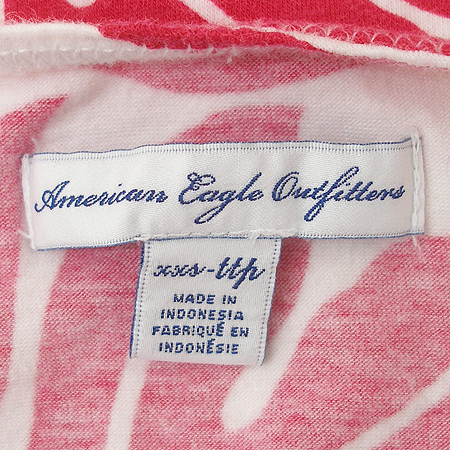 American Eagle Outfitters
xxs-ttp
MADE IN
INDONESIA
FABRIQUÉ EN
INDONÉSIE